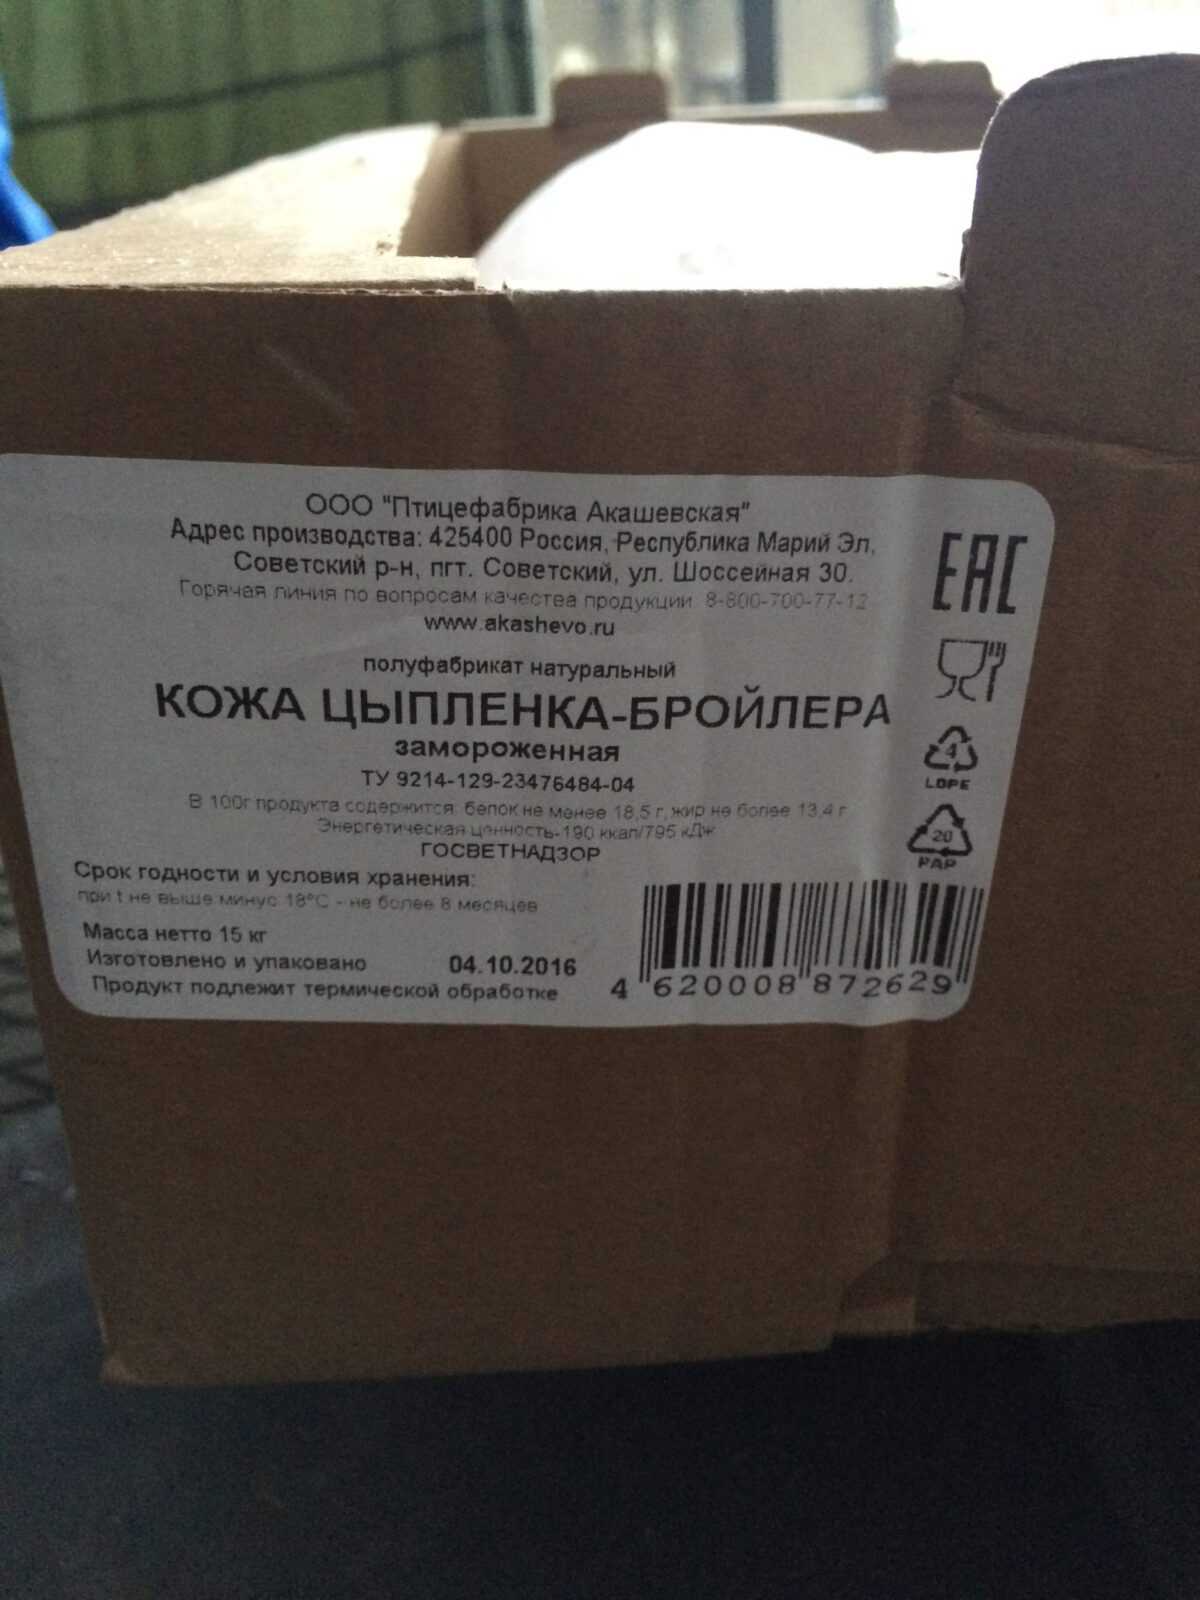 ООО "Птицефабрика Акашевская"
Адрес производства: 425400 Россия, Республика Марий Эл,
Советский р-н, пгт. Советский, ул. Шоссейная 30.
Горячая линия по вопросам качества продукции 8-800-700-77-12
www.akashevo.ru
полуфабрикат натуральный
КОЖА ЦЫПЛЕНКА-БРОЙЛЕРА
замороженная
ТУ 9214-129-23476484-04
В 100г продукта содержится: белок не менее 18,5 г, жир не более 13,4 г
Энергетическая ценность-190 ккал/795 кДж
ГОСВЕТНАДЗОР
Срок годности и условия хранения:
при t не выше минус 18°С - не более 8 месяцев
Масса нетто 15 кг
Изготовлено и упаковано 04.10.2016
Продукт подлежит термической обработке
EAC
4
LDPE
20
PAP
4 620008 872629